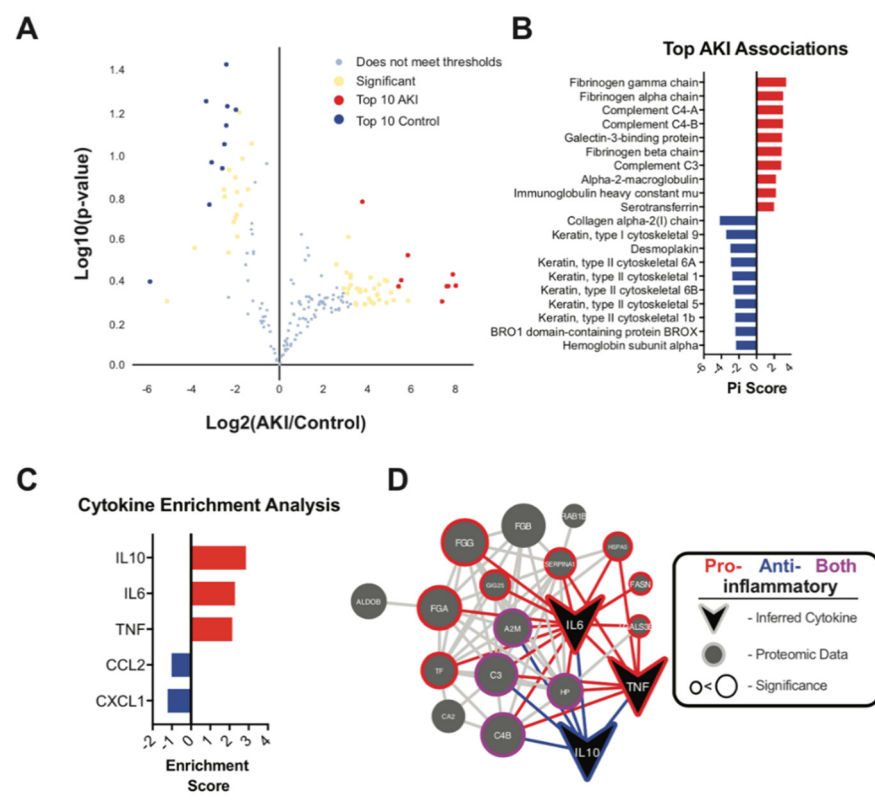 A
1.4
1.2
1.0
0.8
0.6
0.4
0.2
0.0
Log10(p-value)
-6
-4
-2
0
2
4
6
8
Log2(AKI/Control)
Does not meet thresholds
Significant
Top 10 AKI
Top 10 Control
B
Top AKI Associations
Fibrinogen gamma chain
Fibrinogen alpha chain
Complement C4-A
Complement C4-B
Galectin-3-binding protein
Fibrinogen beta chain
Complement C3
Alpha-2-macroglobulin
Immunoglobulin heavy constant mu
Serotransferrin
Collagen alpha-2(I) chain
Keratin, type I cytoskeletal 9
Desmoplakin
Keratin, type II cytoskeletal 6A
Keratin, type II cytoskeletal 1
Keratin, type II cytoskeletal 6B
Keratin, type II cytoskeletal 5
Keratin, type II cytoskeletal 1b
BRO1 domain-containing protein BROX
Hemoglobin subunit alpha
-6
-4
-2
0
2
4
Pi Score
C
Cytokine Enrichment Analysis
IL10
IL6
TNF
CCL2
CXCL1
-2
-1
0
1
2
3
4
Enrichment
Score
D
FGB
RAB1B
FGG
SERPINA1
FASN
ALDOB
FGA
A2M
IL6
TF
C3
HP
TNF
CA2
C4B
IL10
Pro- Anti- Both
inflammatory
- Inferred Cytokine
- Proteomic Data
< - Significance